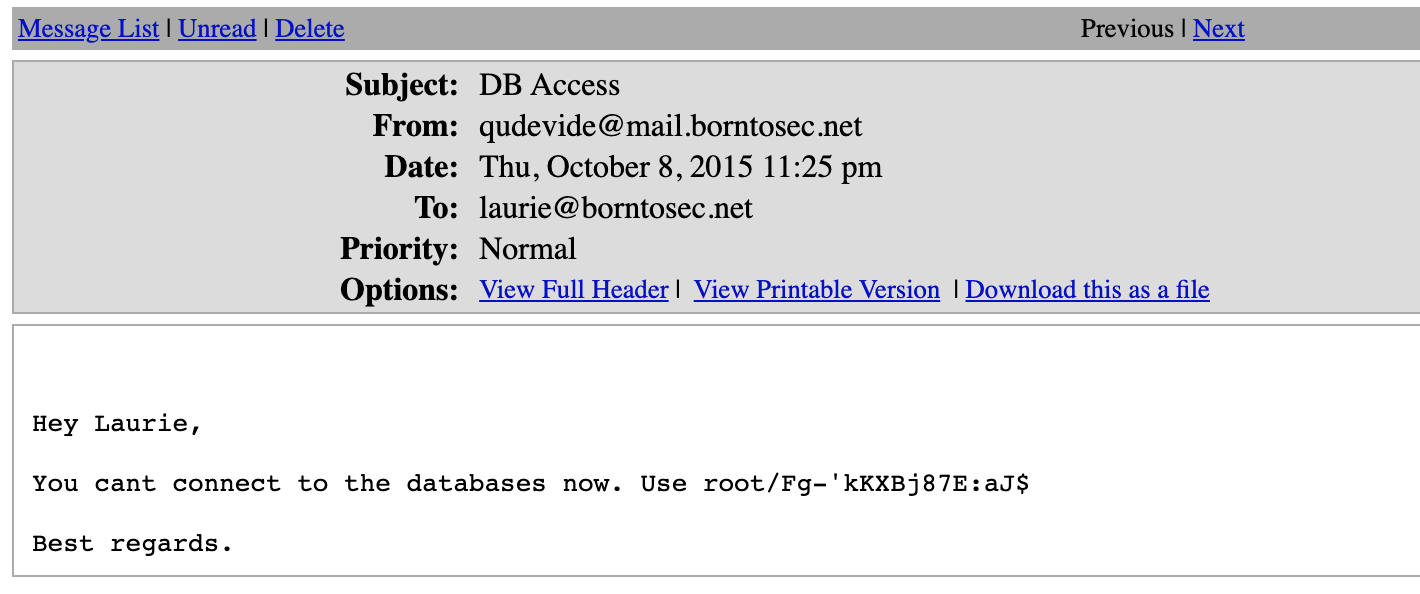 Message List | Unread | Delete Previous | Next
Subject: DB Access
From: qudevide@mail.borntosec.net
Date: Thu, October 8, 2015 11:25 pm
To: laurie@borntosec.net
Priority: Normal
Options: View Full Header | View Printable Version | Download this as a file
Hey Laurie,
You cant connect to the databases now. Use root/Fg-'kKXBj87E:aJ$
Best regards.